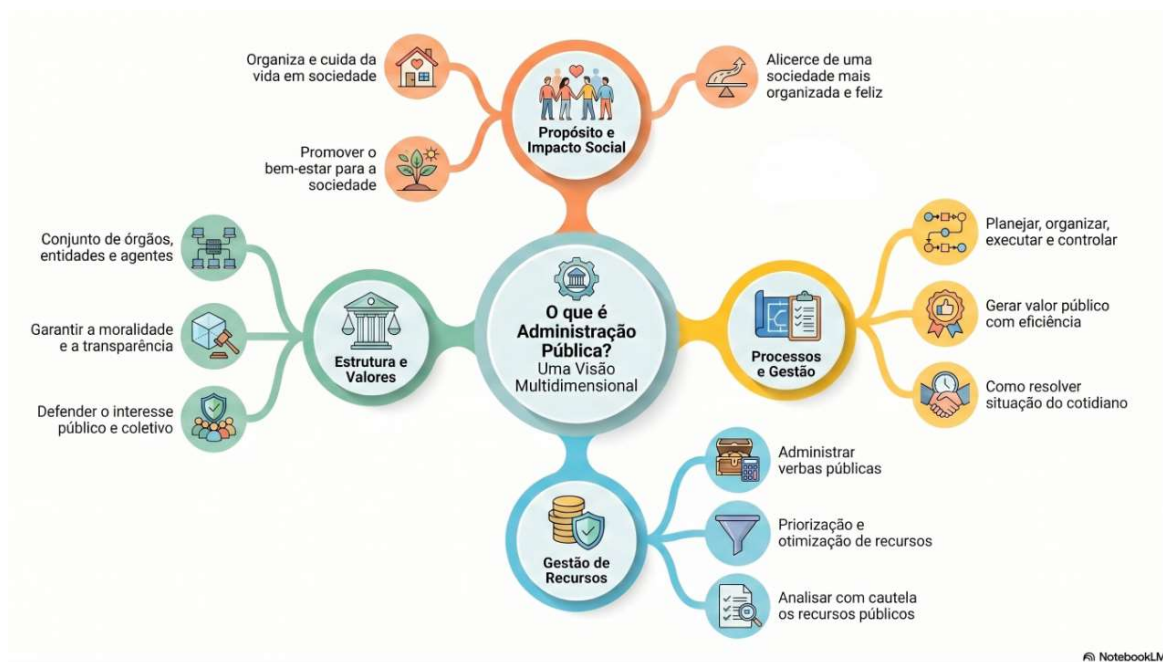 Organiza e cuida da
vida em sociedade
Promover o
bem-estar para a
sociedade
Propósito e
Impacto Social
Alicerce de uma
sociedade mais
organizada e feliz
Conjunto de órgãos,
entidades e agentes
Garantir a moralidade
e a transparência
Defender o interesse
público e coletivo
Estrutura e
Valores
O que é
Administração
Pública?
Uma Visão
Multidimensional
Processos
e Gestão
Planejar, organizar,
executar e controlar
Gerar valor público
com eficiência
Como resolver
situação do cotidiano
Gestão de
Recursos
Administrar
verbas públicas
Priorização e
otimização de recursos
Analisar com cautela
os recursos públicos
NotebookLM